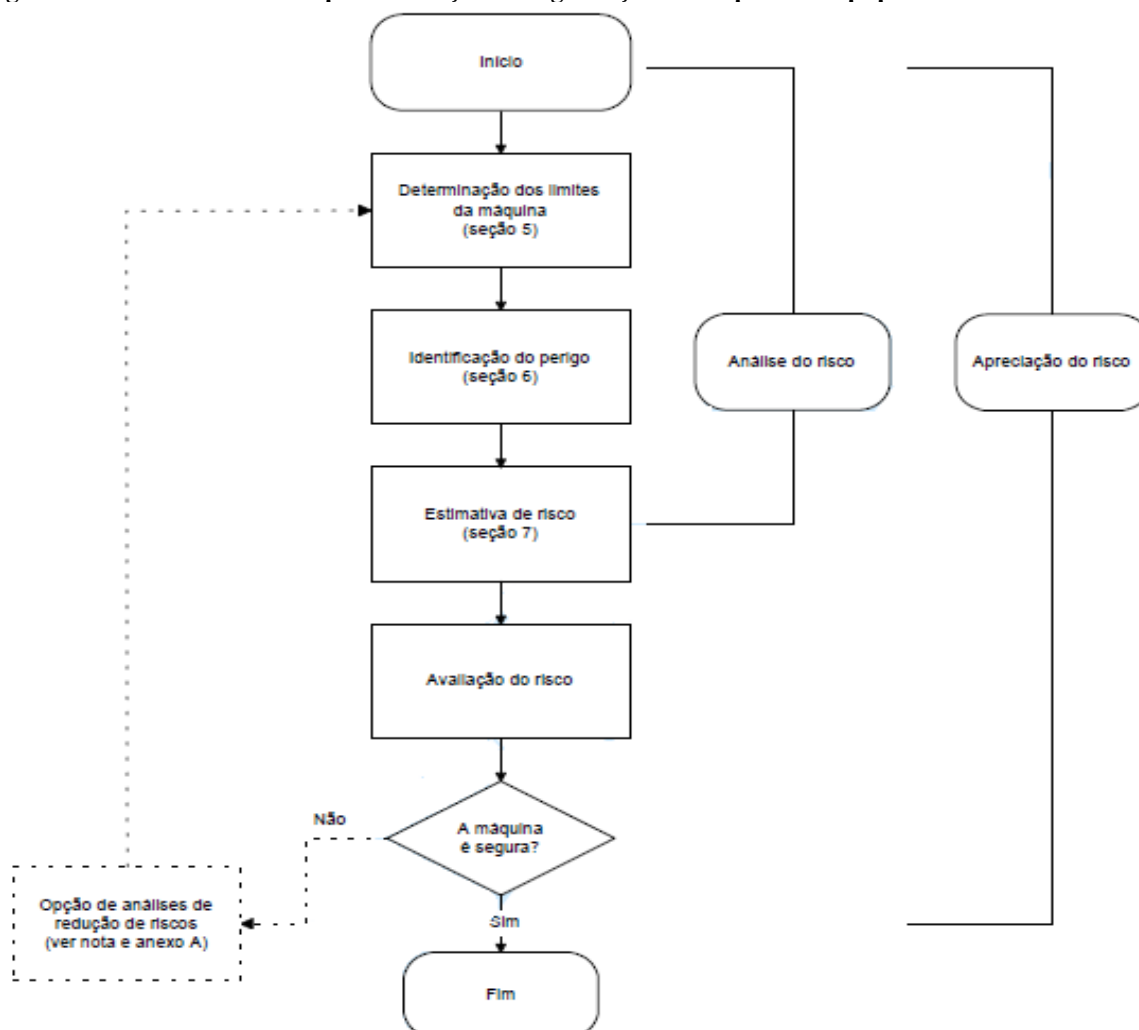 Início
Determinação dos limites
da máquina
(seção 5)
Identificação do perigo
(seção 6)
Análise do risco
Apreciação do risco
Estimativa de risco
(seção 7)
Avaliação do risco
Não
A máquina
é segura?
Opção de análises de
redução de riscos
(ver nota e anexo A)
Sim
Fim